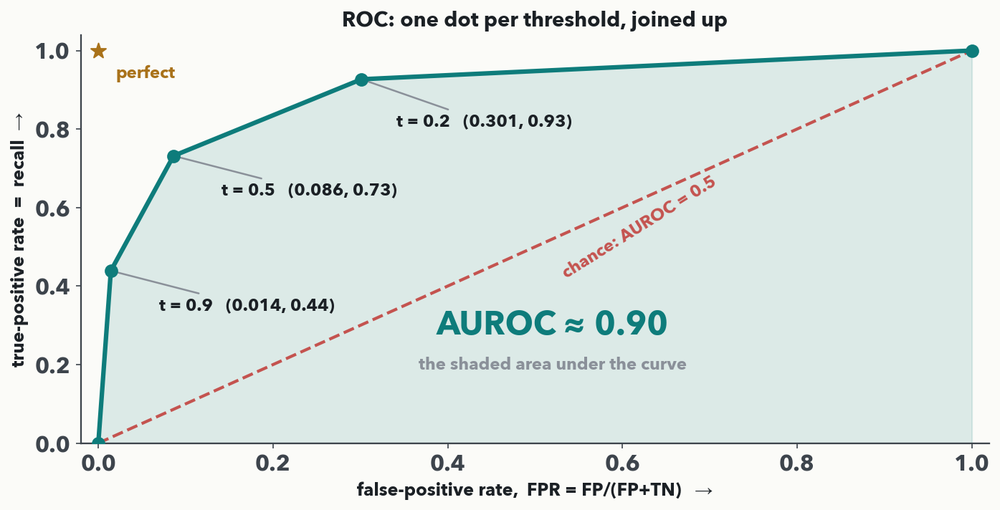 ROC: one dot per threshold, joined up
1.0
perfect
0.8
t = 0.2 (0.301, 0.93)
t = 0.5 (0.086, 0.73)
0.6
chance: AUROC = 0.5
0.4
t = 0.9 (0.014, 0.44)
AUROC ≈ 0.90
0.2
the shaded area under the curve
0.0
true-positive rate = recall →
0.0 0.2 0.4 0.6 0.8 1.0
false-positive rate, FPR = FP/(FP+TN) →